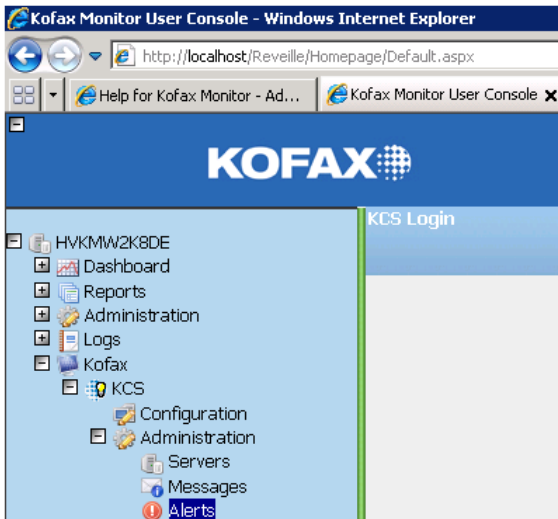 Kofax Monitor User Console - Windows Internet Explorer
http://localhost/Reveille/Homepage/Default.aspx
Help for Kofax Monitor - Ad...
Kofax Monitor User Console
KOFAX
KCS Login
HVKMW2K8DE
Dashboard
Reports
Administration
Logs
Kofax
KCS
Configuration
Administration
Servers
Messages
Alerts